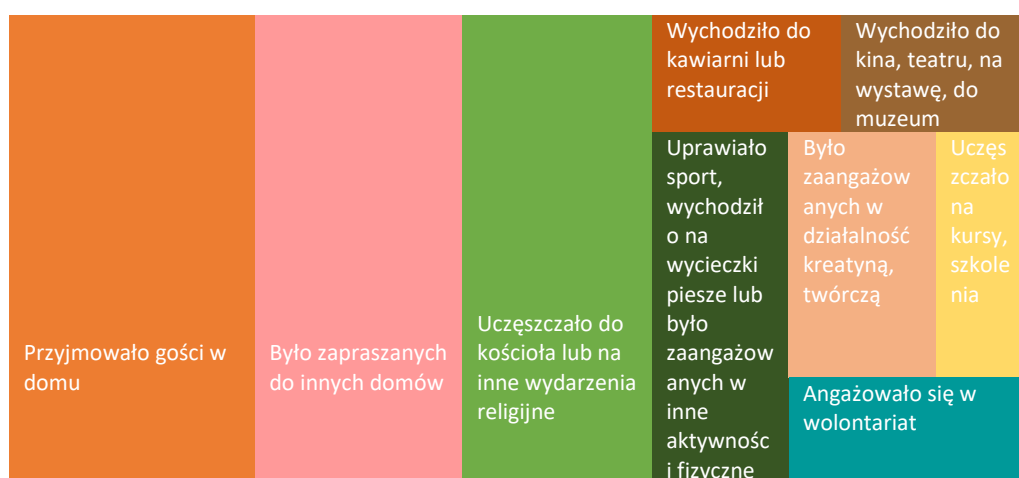 Przyjmowało gości w
domu
Było zapraszanych
do innych domów
Uczęszczało do
kościoła lub na
inne wydarzenia
religijne
Wychodziło do
kawiarni lub
restauracji
Wychodziło do
kina, teatru, na
wystawę, do
muzeum
Uprawiało
sport,
wychodził
o na
wycieczki
piesze lub
było
zaangażow
anych w
inne
aktywnośc
i fizyczne
Było
zaangażow
anych w
działalność
kreatyną,
twórczą
Uczęs
zczało
na
kursy,
szkole
nia
Angażowało się w
wolontariat